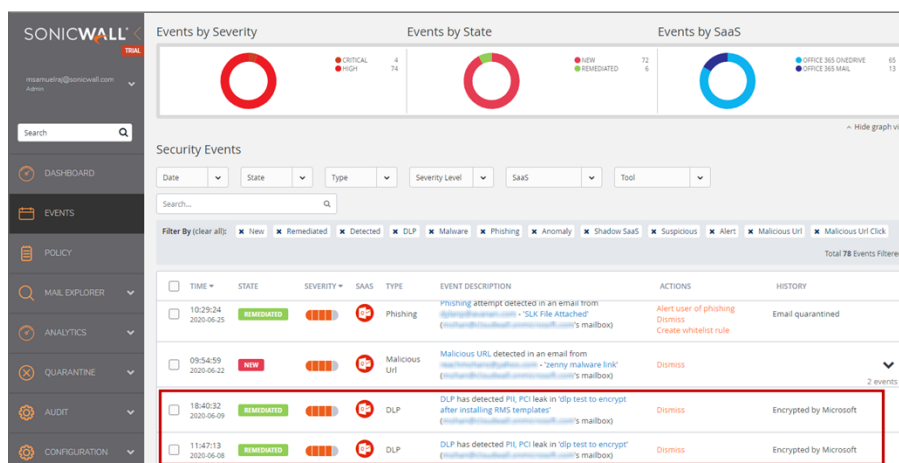 SONICWALL
TRIAL
msamuelraj@sonicwall.com
Admin
Search
DASHBOARD
EVENTS
POLICY
MAIL EXPLORER
ANALYTICS
QUARANTINE
AUDIT
CONFIGURATION
Events by Severity
CRITICAL 4
HIGH 74
Events by State
NEW 72
REMEDIATED 6
Events by SaaS
OFFICE 365 ONEDRIVE 65
OFFICE 365 MAIL 13
Hide graph vi
Security Events
Date State Type Severity Level SaaS Tool
Search...
Filter By (clear all): × New × Remediated × Detected × DLP × Malware × Phishing × Anomaly × Shadow SaaS × Suspicious × Alert × Malicious Url × Malicious Url Click
Total 78 Events Filtered
TIME STATE SEVERITY SAAS TYPE EVENT DESCRIPTION ACTIONS HISTORY
10:29:24
2020-06-25
REMEDIATED
Phishing
Phishing attempt detected in an email from
- 'SLK File Attached'
's mailbox)
Alert user of phishing
Dismiss
Create whitelist rule
Email quarantined
09:54:59
2020-06-22
NEW
Malicious
Url
Malicious URL detected in an email from
- 'zenny malware link'
's mailbox)
Dismiss
2 events
18:40:32
2020-06-09
REMEDIATED
DLP
DLP has detected PII, PCI leak in 'dlp test to encrypt
after installing RMS templates'
's mailbox)
Dismiss
Encrypted by Microsoft
11:47:13
2020-06-08
REMEDIATED
DLP
DLP has detected PII, PCI leak in 'dlp test to encrypt'
's mailbox)
Dismiss
Encrypted by Microsoft